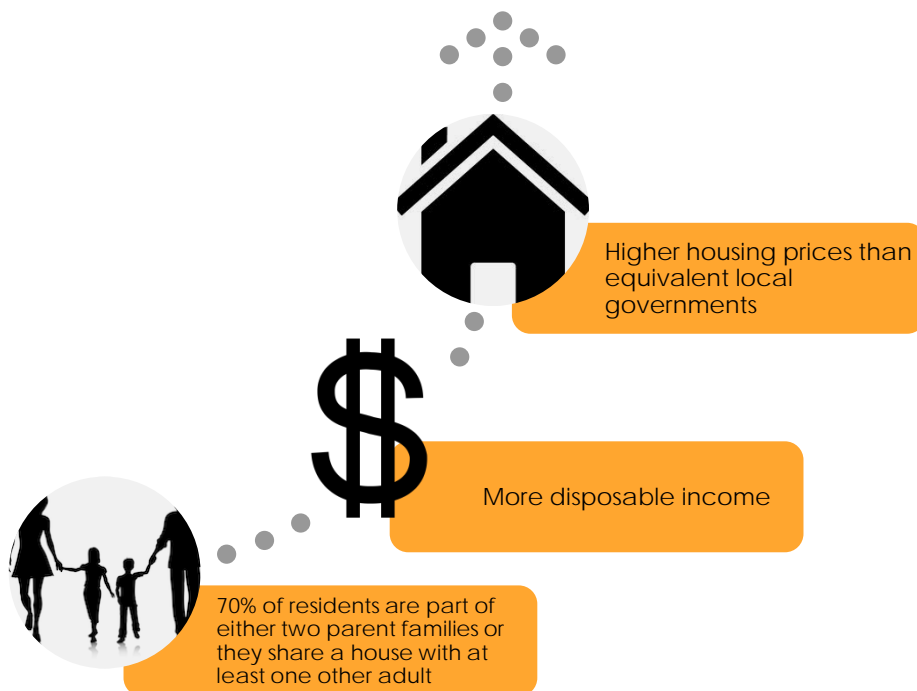 Higher housing prices than
equivalent local
governments
More disposable income
70% of residents are part of
either two parent families or
they share a house with at
least one other adult